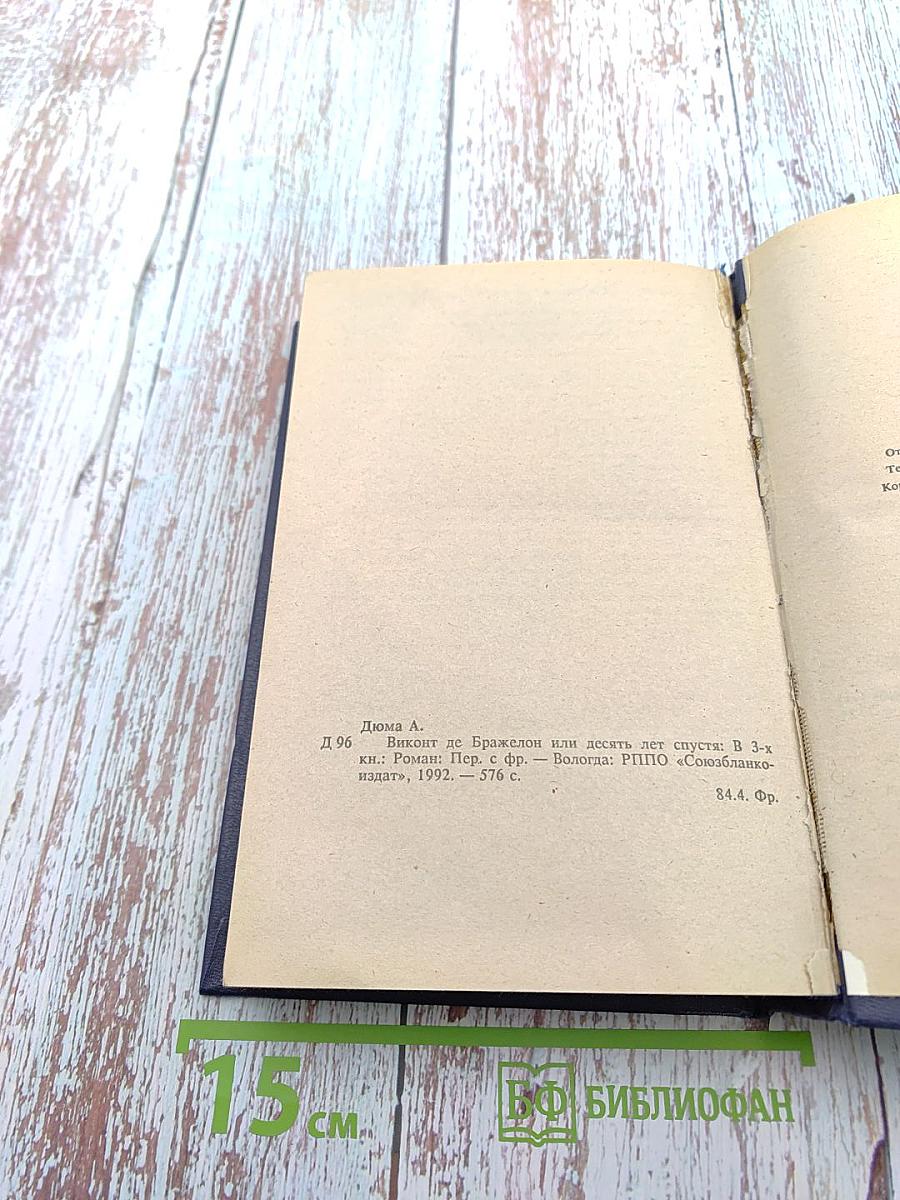 Дюма А.
Д 96 Виконт де Бражелон или десять лет спустя: В 3-х
кн.: Роман: Пер. с фр. — Вологда: РППО «Союзбланко-
издат», 1992. — 576 с.
84.4. Фр.
15 см
БФ БИБЛИОФАН